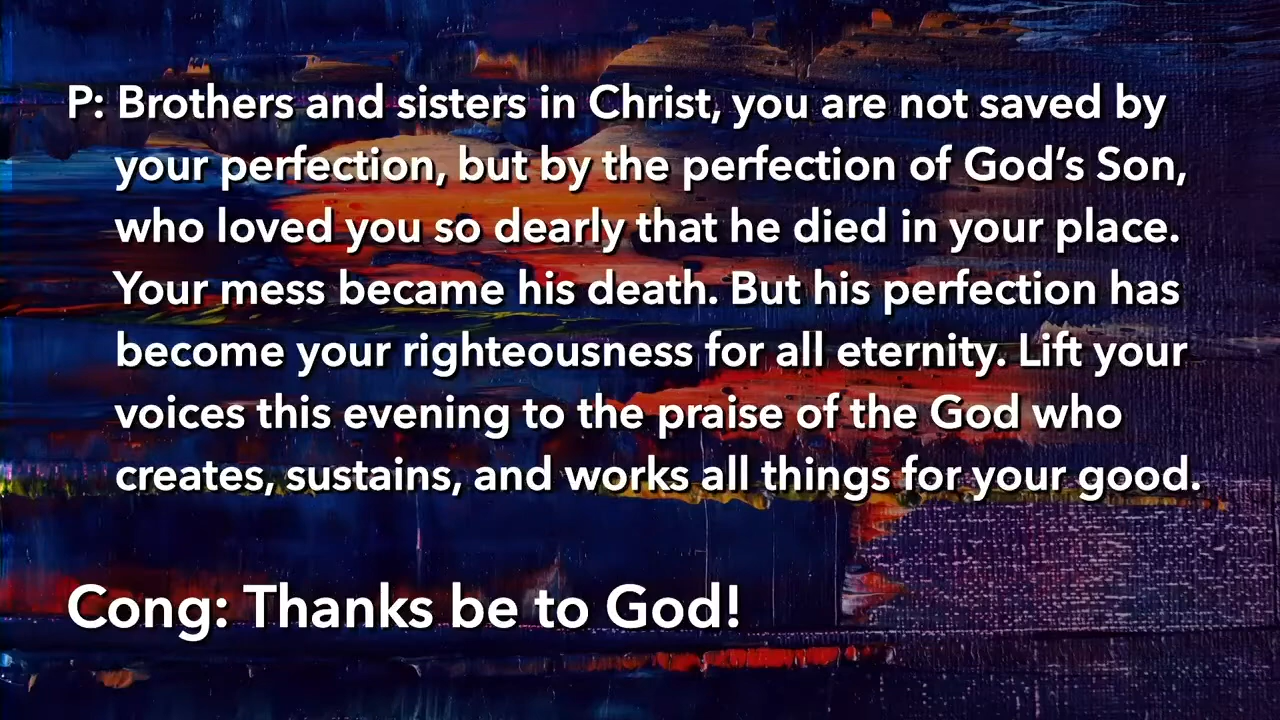 P: Brothers and sisters in Christ, you are not saved by
your perfection, but by the perfection of God’s Son,
who loved you so dearly that he died in your place.
Your mess became his death. But his perfection has
become your righteousness for all eternity. Lift your
voices this evening to the praise of the God who
creates, sustains, and works all things for your good.
Cong: Thanks be to God!